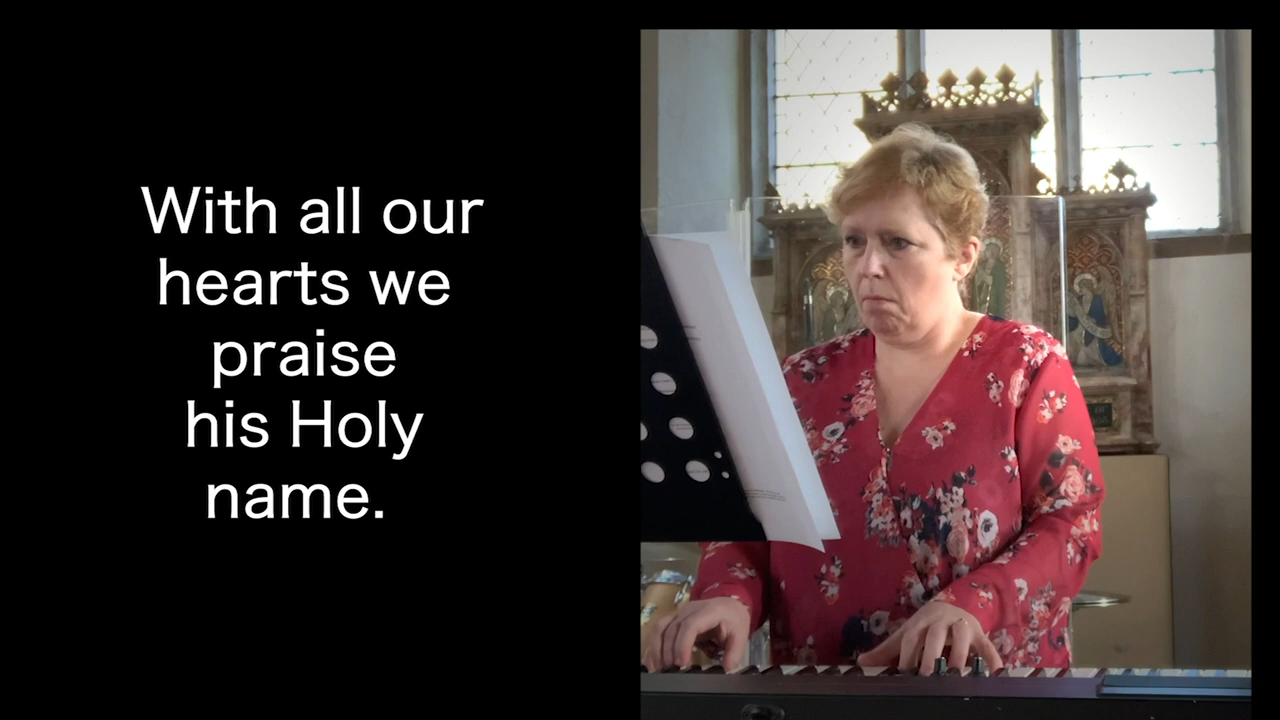 With all our
hearts we
praise
his Holy
name.